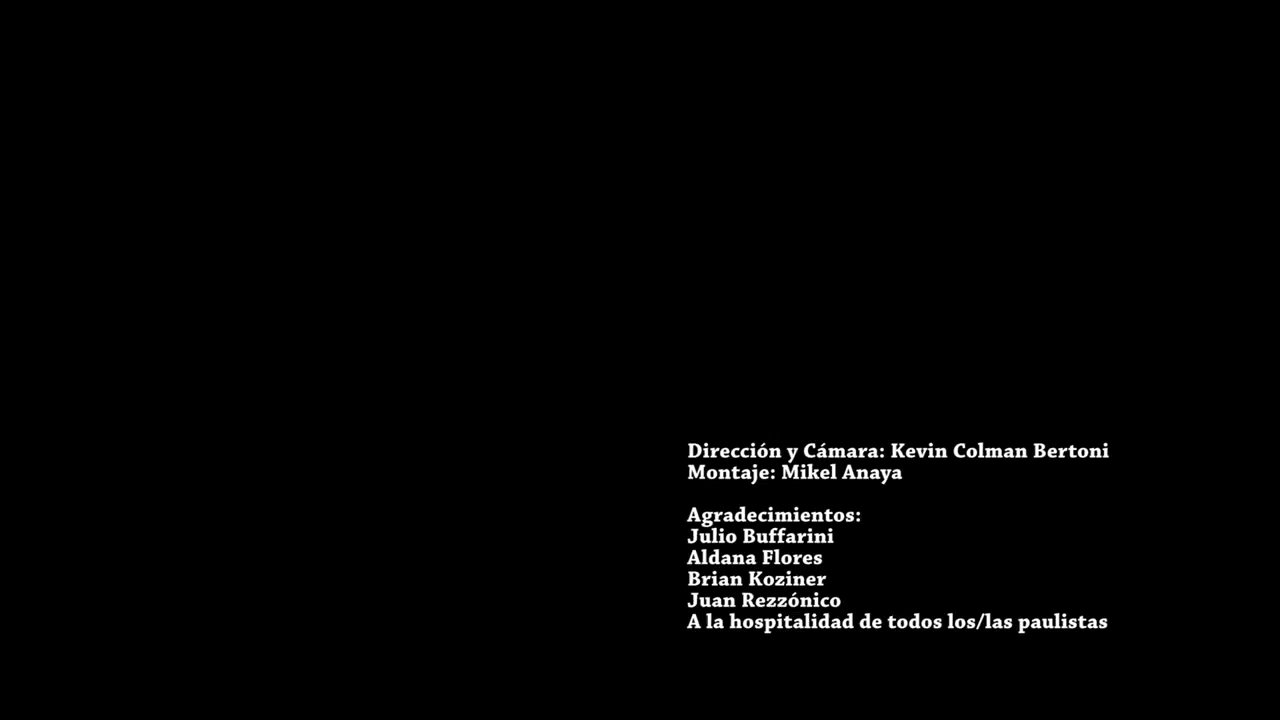 Dirección y Cámara: Kevin Colman Bertoni
Montaje: Mikel Anaya
Agradecimientos:
Julio Buffarini
Aldana Flores
Brian Koziner
Juan Rezzónico
A la hospitalidad de todos los/las paulistas